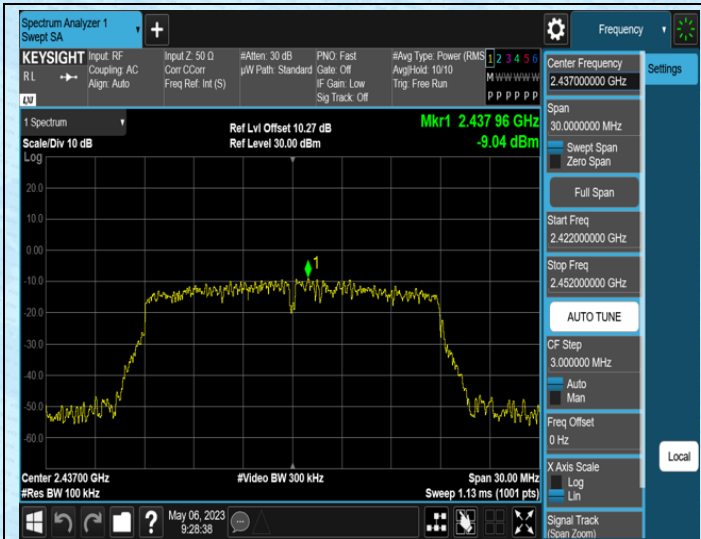 Spectrum Analyzer 1
Swept SA
+
Frequency
KEYSIGHT
RL
LXI
Input: RF
Coupling: AC
Align: Auto
Input Z: 50 Ω
Corr CCorr
Freq Ref: Int (S)
#Atten: 30 dB
µW Path: Standard
PNO: Fast
Gate: Off
IF Gain: Low
Sig Track: Off
#Avg Type: Power (RMS
Avg|Hold: 10/10
Trig: Free Run
1 2 3 4 5 6
M W W W W W
P P P P P P
Center Frequency
2.437000000 GHz
Settings
Span
30.0000000 MHz
Swept Span
Zero Span
Full Span
Start Freq
2.422000000 GHz
Stop Freq
2.452000000 GHz
AUTO TUNE
CF Step
3.000000 MHz
Auto
Man
Freq Offset
0 Hz
X Axis Scale
Log
Lin
Signal Track
(Span Zoom)
Local
1 Spectrum
Scale/Div 10 dB
Ref Lvl Offset 10.27 dB
Ref Level 30.00 dBm
Mkr1 2.437 96 GHz
-9.04 dBm
Log
20.0
10.0
0.00
-10.0
-20.0
-30.0
-40.0
-50.0
-60.0
1
Center 2.43700 GHz
#Res BW 100 kHz
#Video BW 300 kHz
Span 30.00 MHz
Sweep 1.13 ms (1001 pts)
?
May 06, 2023
9:28:38